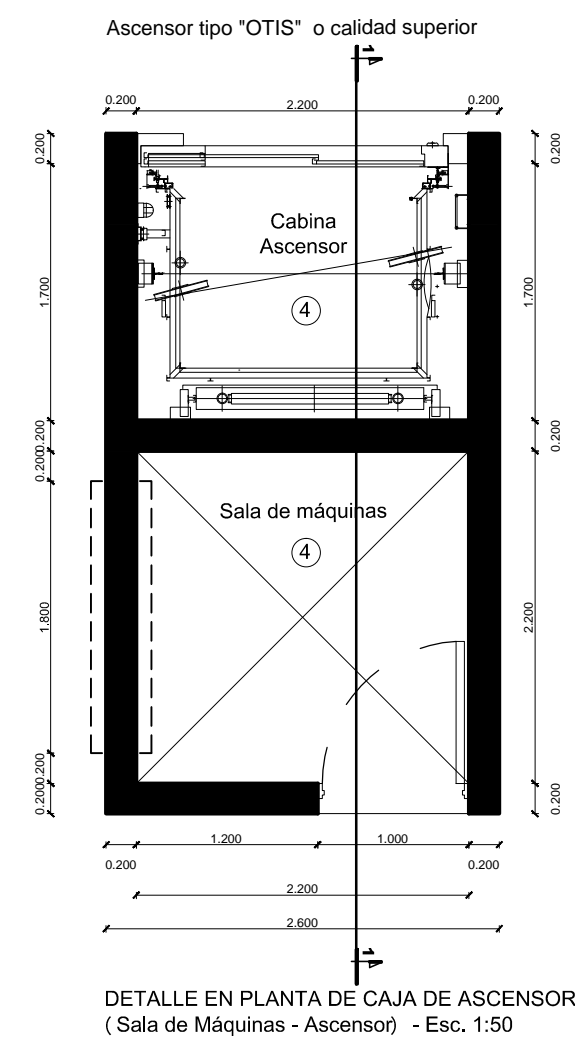 Ascensor tipo "OTIS" o calidad superior
1
0.200 2.200 0.200
0.200
0.200
Cabina
Ascensor
4
1.700
1.700
0.200
0.200
0.200
Sala de máquinas
4
1.800
2.200
0.200
0.200
0.200
1.200 1.000
0.200 0.200
2.200
2.600
1
DETALLE EN PLANTA DE CAJA DE ASCENSOR
( Sala de Máquinas - Ascensor) - Esc. 1:50